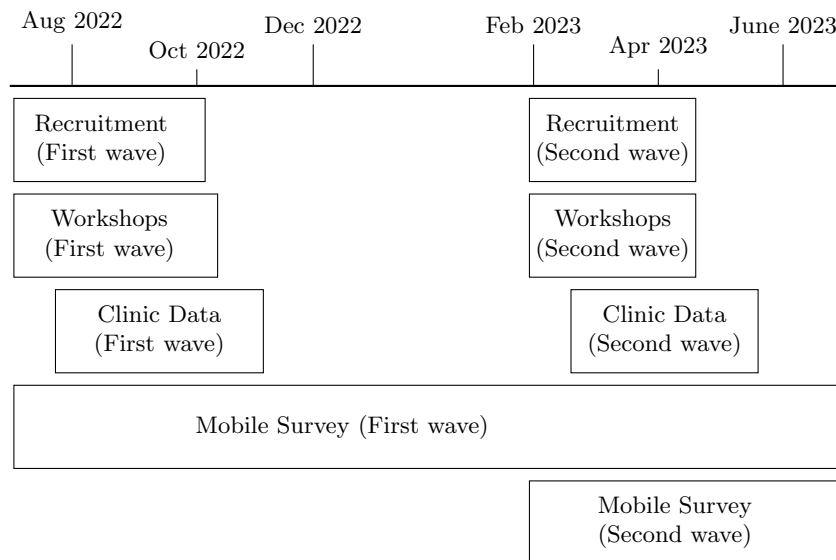 Aug 2022
Oct 2022
Dec 2022
Feb 2023
Apr 2023
June 2023
Recruitment
(First wave)
Recruitment
(Second wave)
Workshops
(First wave)
Workshops
(Second wave)
Clinic Data
(First wave)
Clinic Data
(Second wave)
Mobile Survey (First wave)
Mobile Survey
(Second wave)